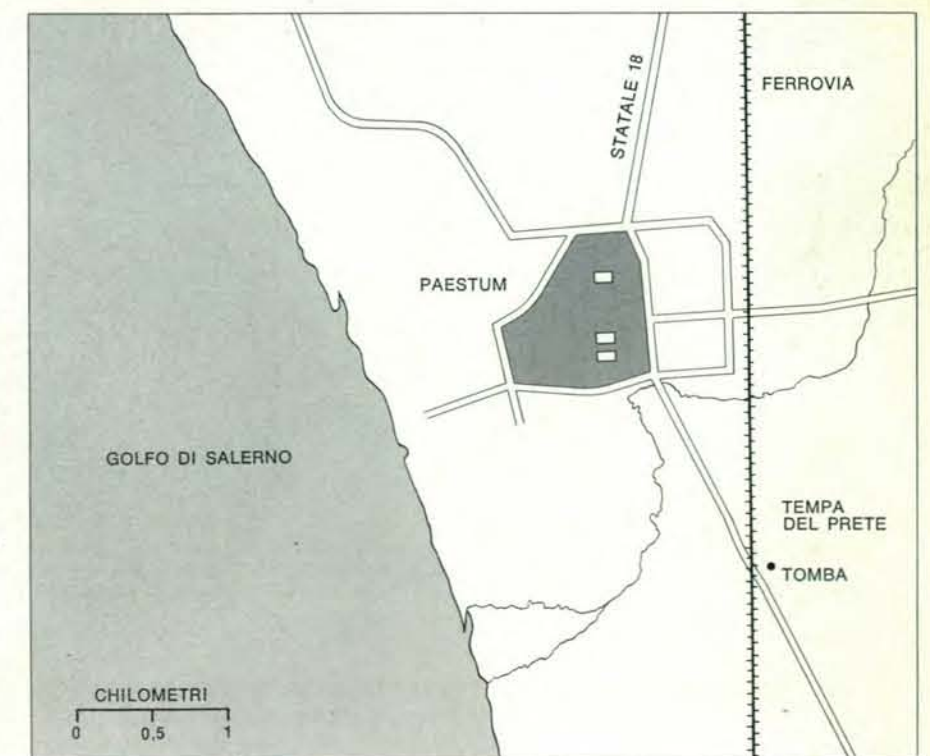 STATALE 18
FERROVIA
PAESTUM
GOLFO DI SALERNO
TEMPA
DEL PRETE
TOMBA
CHILOMETRI
0 0,5 1